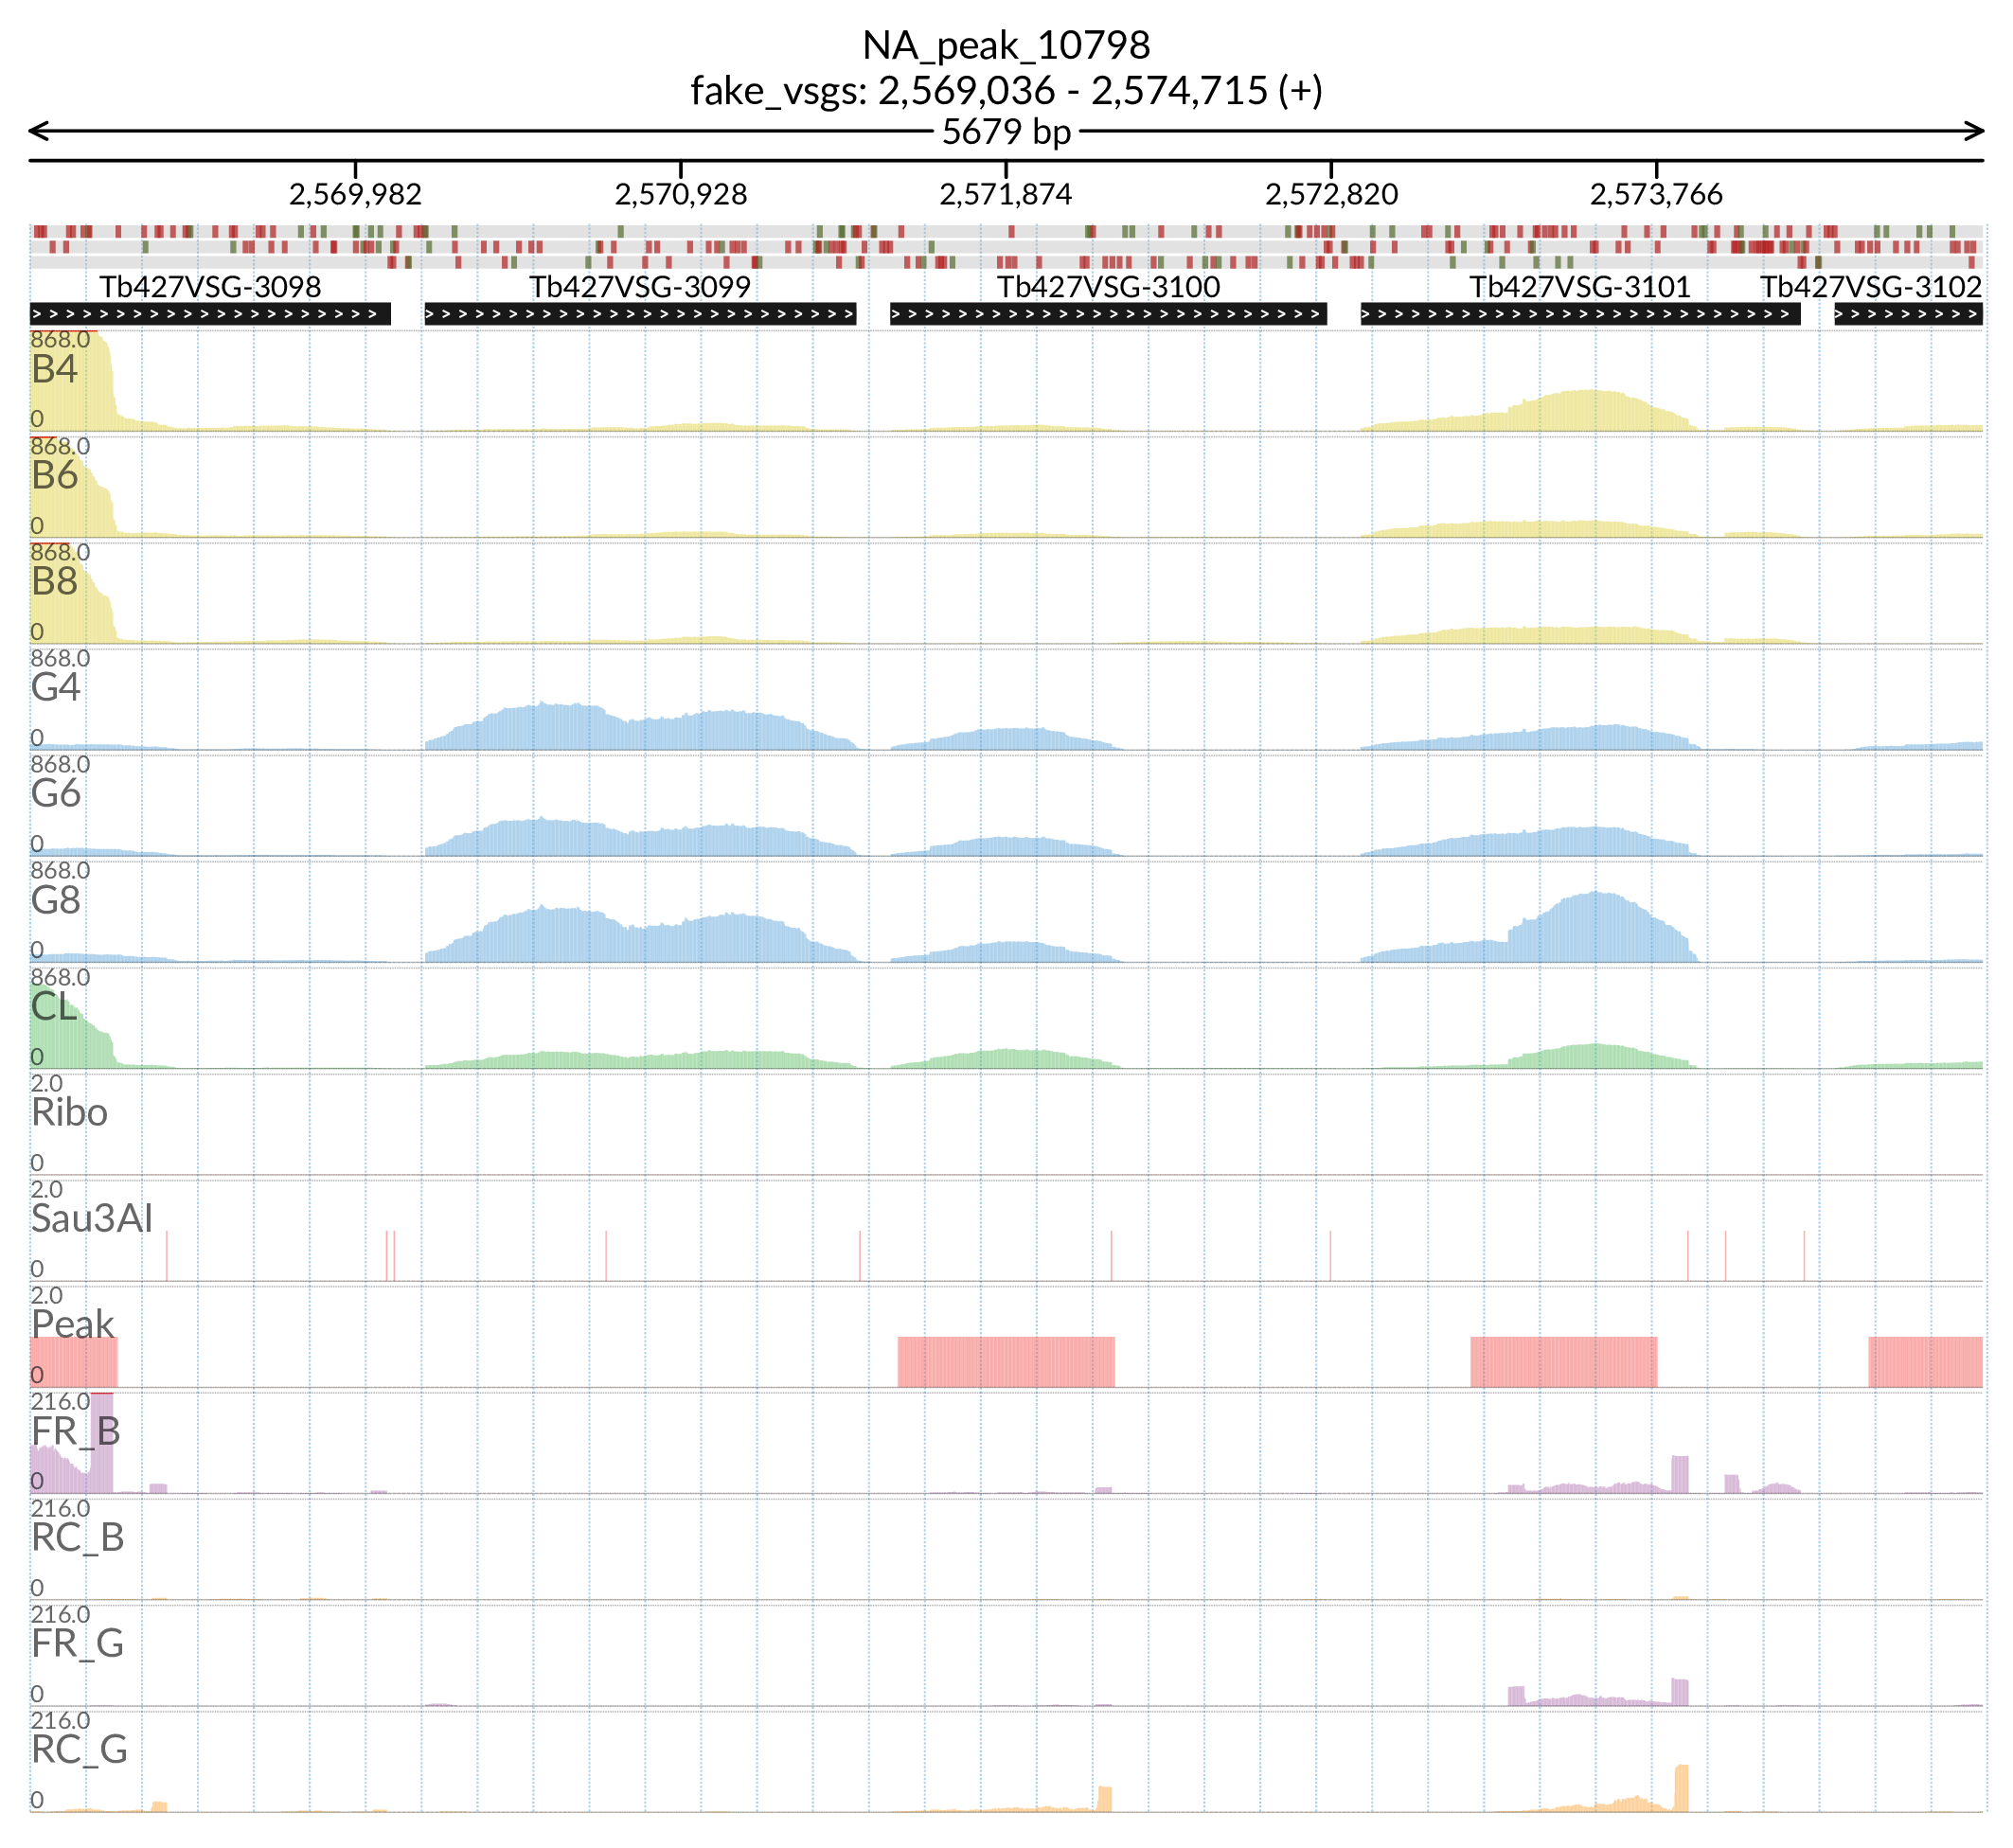 NA_peak_10798
fake_vsgs: 2,569,036 - 2,574,715 (+)
5679 bp
2,569,982 2,570,928 2,571,874 2,572,820 2,573,766
Tb427VSG-3098 Tb427VSG-3099 Tb427VSG-3100 Tb427VSG-3101 Tb427VSG-3102
868.0
B4
0
868.0
B6
0
868.0
B8
0
868.0
G4
0
868.0
G6
0
868.0
G8
0
868.0
CL
0
2.0
Ribo
0
2.0
Sau3AI
0
2.0
Peak
0
216.0
FR_B
0
216.0
RC_B
0
216.0
FR_G
0
216.0
RC_G
0